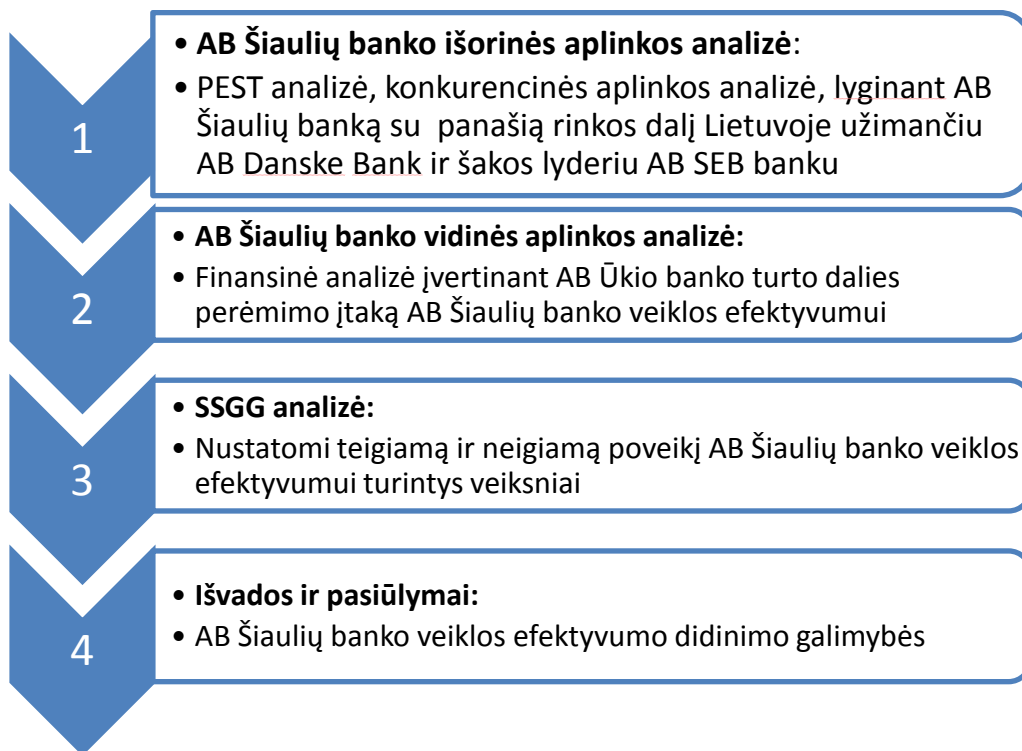 1
• AB Šiaulių banko išorinės aplinkos analizė:
• PEST analizė, konkurencinės aplinkos analizė, lyginant AB
Šiaulių banką su panašią rinkos dalį Lietuvoje užimančiu
AB Danske Bank ir šakos lyderiu AB SEB banku
2
• AB Šiaulių banko vidinės aplinkos analizė:
• Finansinė analizė įvertinant AB Ūkio banko turto dalies
perėmimo įtaką AB Šiaulių banko veiklos efektyvumui
3
• SSGG analizė:
• Nustatomi teigiamą ir neigiamą poveikį AB Šiaulių banko veiklos
efektyvumui turintys veiksniai
4
• Išvados ir pasiūlymai:
• AB Šiaulių banko veiklos efektyvumo didinimo galimybės